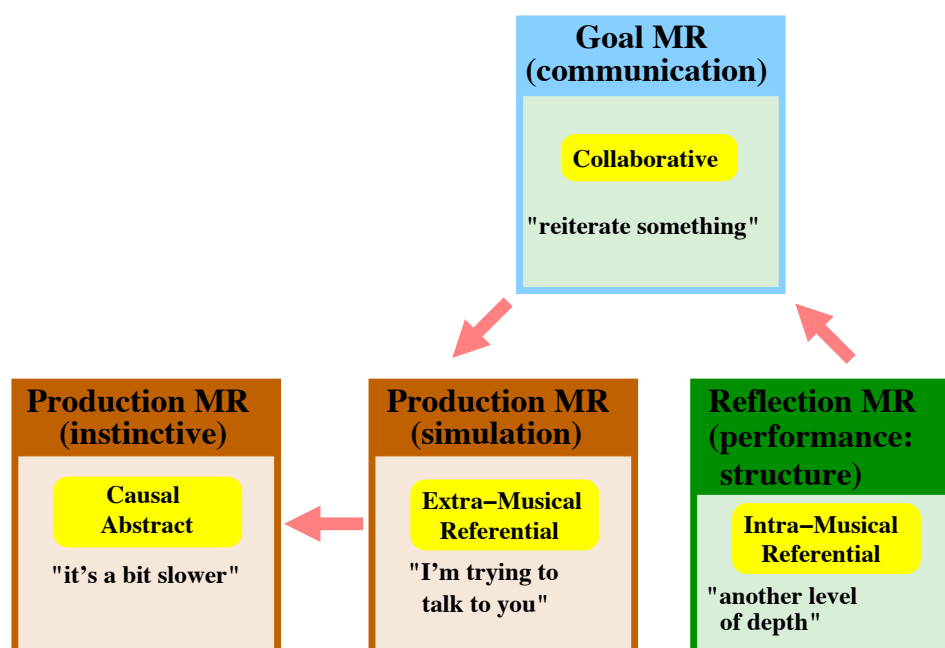 Goal MR
(communication)
Collaborative
"reiterate something"
Production MR
(instinctive)
Causal
Abstract
"it's a bit slower"
Production MR
(simulation)
Extra−Musical
Referential
"I'm trying to
talk to you"
Reflection MR
(performance:
structure)
Intra−Musical
Referential
"another level
of depth"